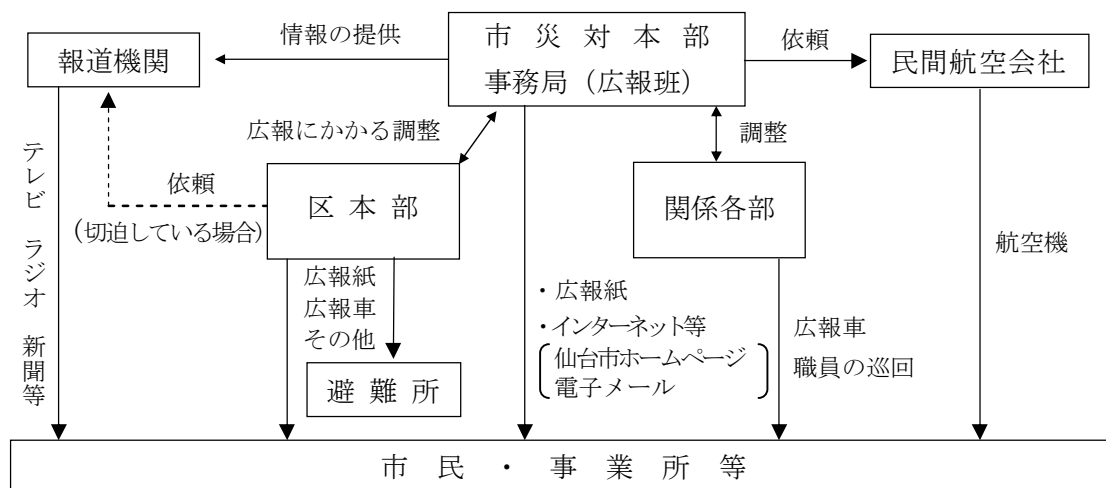 報道機関
情報の提供
市災対本部
事務局（広報班）
依頼
民間航空会社
広報にかかる調整
調整
テレビ ラジオ 新聞等
依頼
(切迫している場合)
区本部
関係各部
航空機
広報紙
広報車
その他
避難所
・広報紙
・インターネット等
仙台市ホームページ
電子メール
広報車
職員の巡回
市民・事業所等